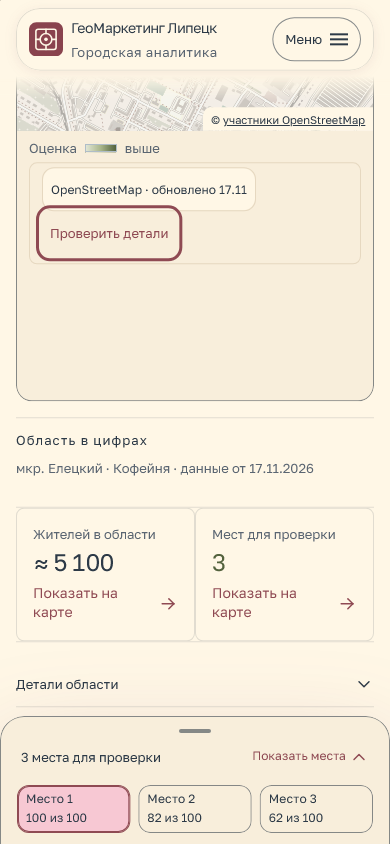 ГеоМаркетинг Липецк
Городская аналитика
Меню
© участники OpenStreetMap
Оценка выше
OpenStreetMap · обновлено 17.11
Проверить детали
Область в цифрах
мкр. Елецкий · Кофейня · данные от 17.11.2026
Жителей в области
≈ 5 100
Показать на
карте
Мест для проверки
3
Показать на
карте
Детали области
3 места для проверки
Показать места
Место 1
100 из 100
Место 2
82 из 100
Место 3
62 из 100